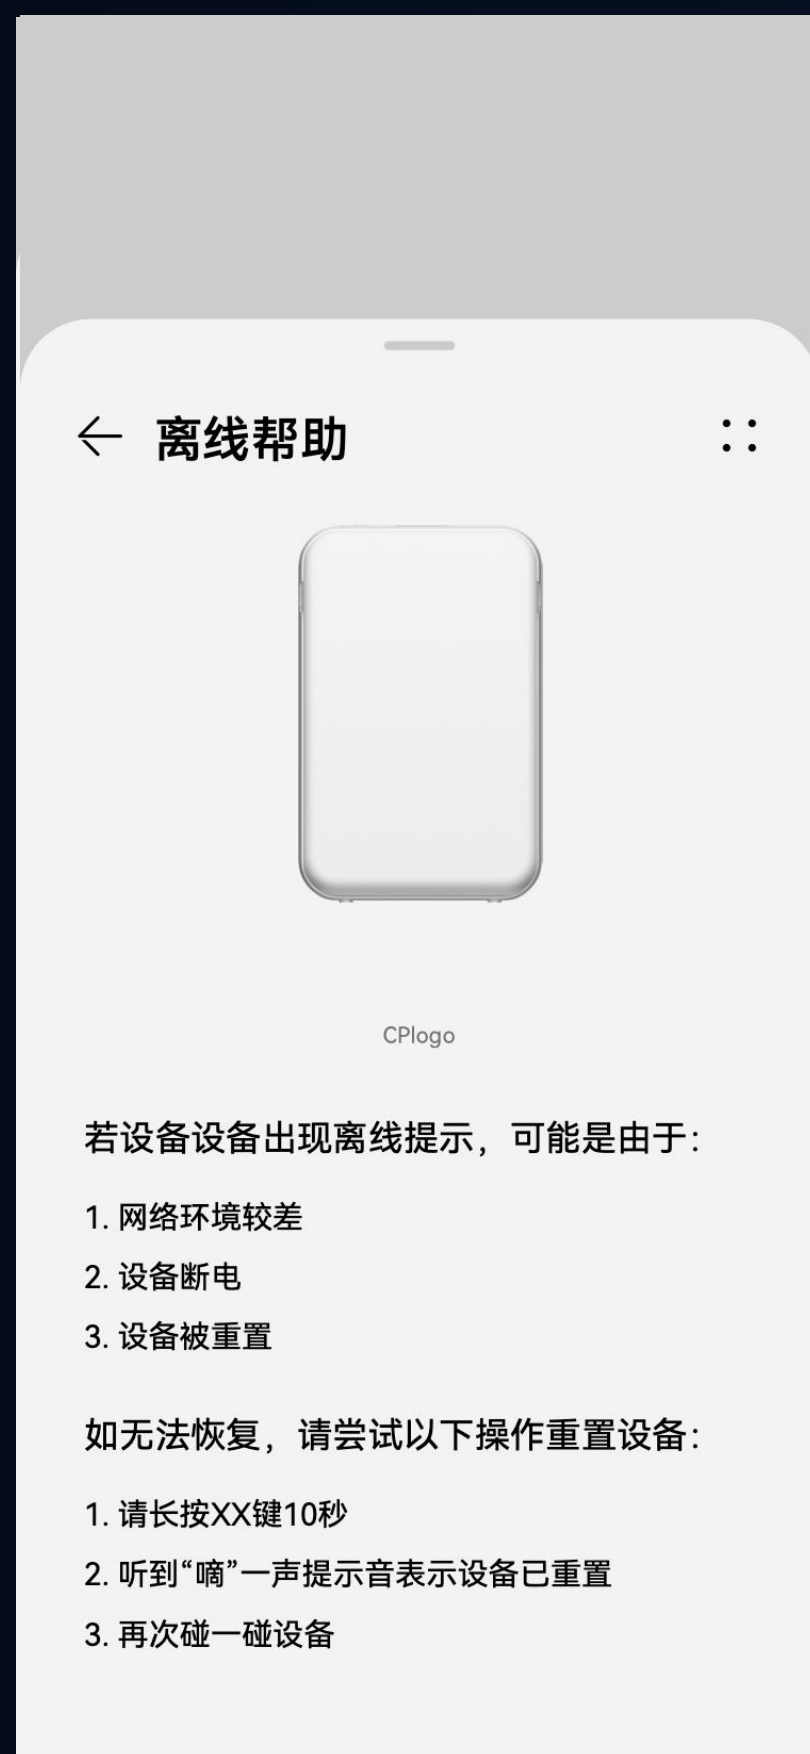 离线帮助
CPlogo
若设备设备出现离线提示，可能是由于：
1. 网络环境较差
2. 设备断电
3. 设备被重置
如无法恢复，请尝试以下操作重置设备：
1. 请长按XX键10秒
2. 听到“嘀”一声提示音表示设备已重置
3. 再次碰一碰设备